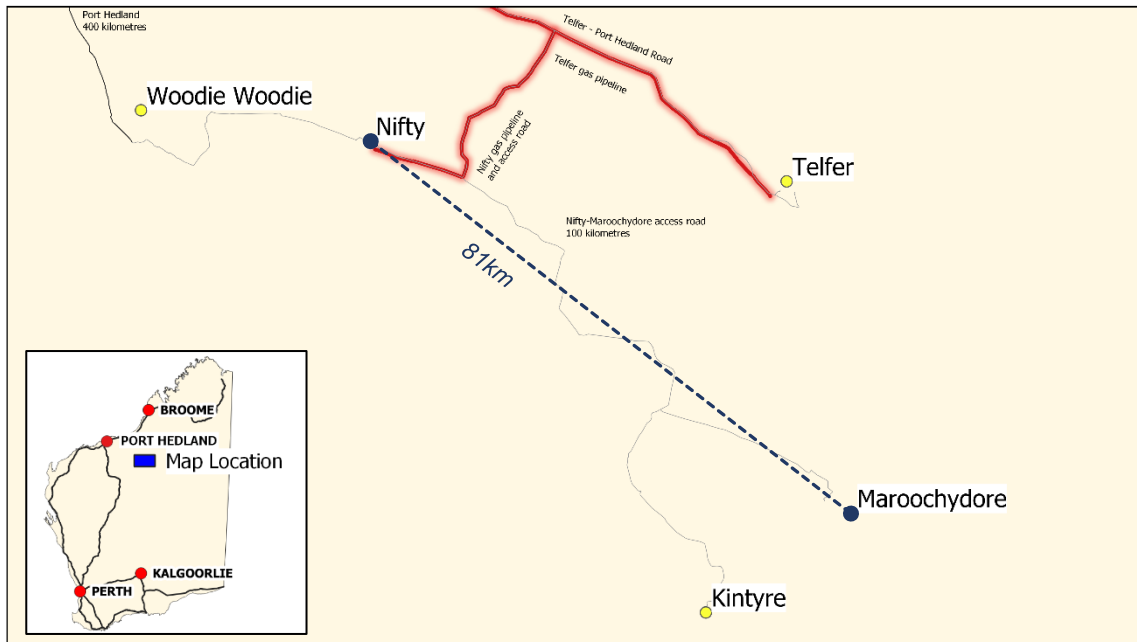 Port Hedland
400 kilometres
Telfer - Port Hedland Road
Telfer gas pipeline
Woodie Woodie
Nifty
Nifty gas pipeline
and access road
Telfer
Nifty-Maroochydore access road
100 kilometres
81km
Maroochydore
Kintyre
BROOME
PORT HEDLAND
Map Location
KALGOORLIE
PERTH